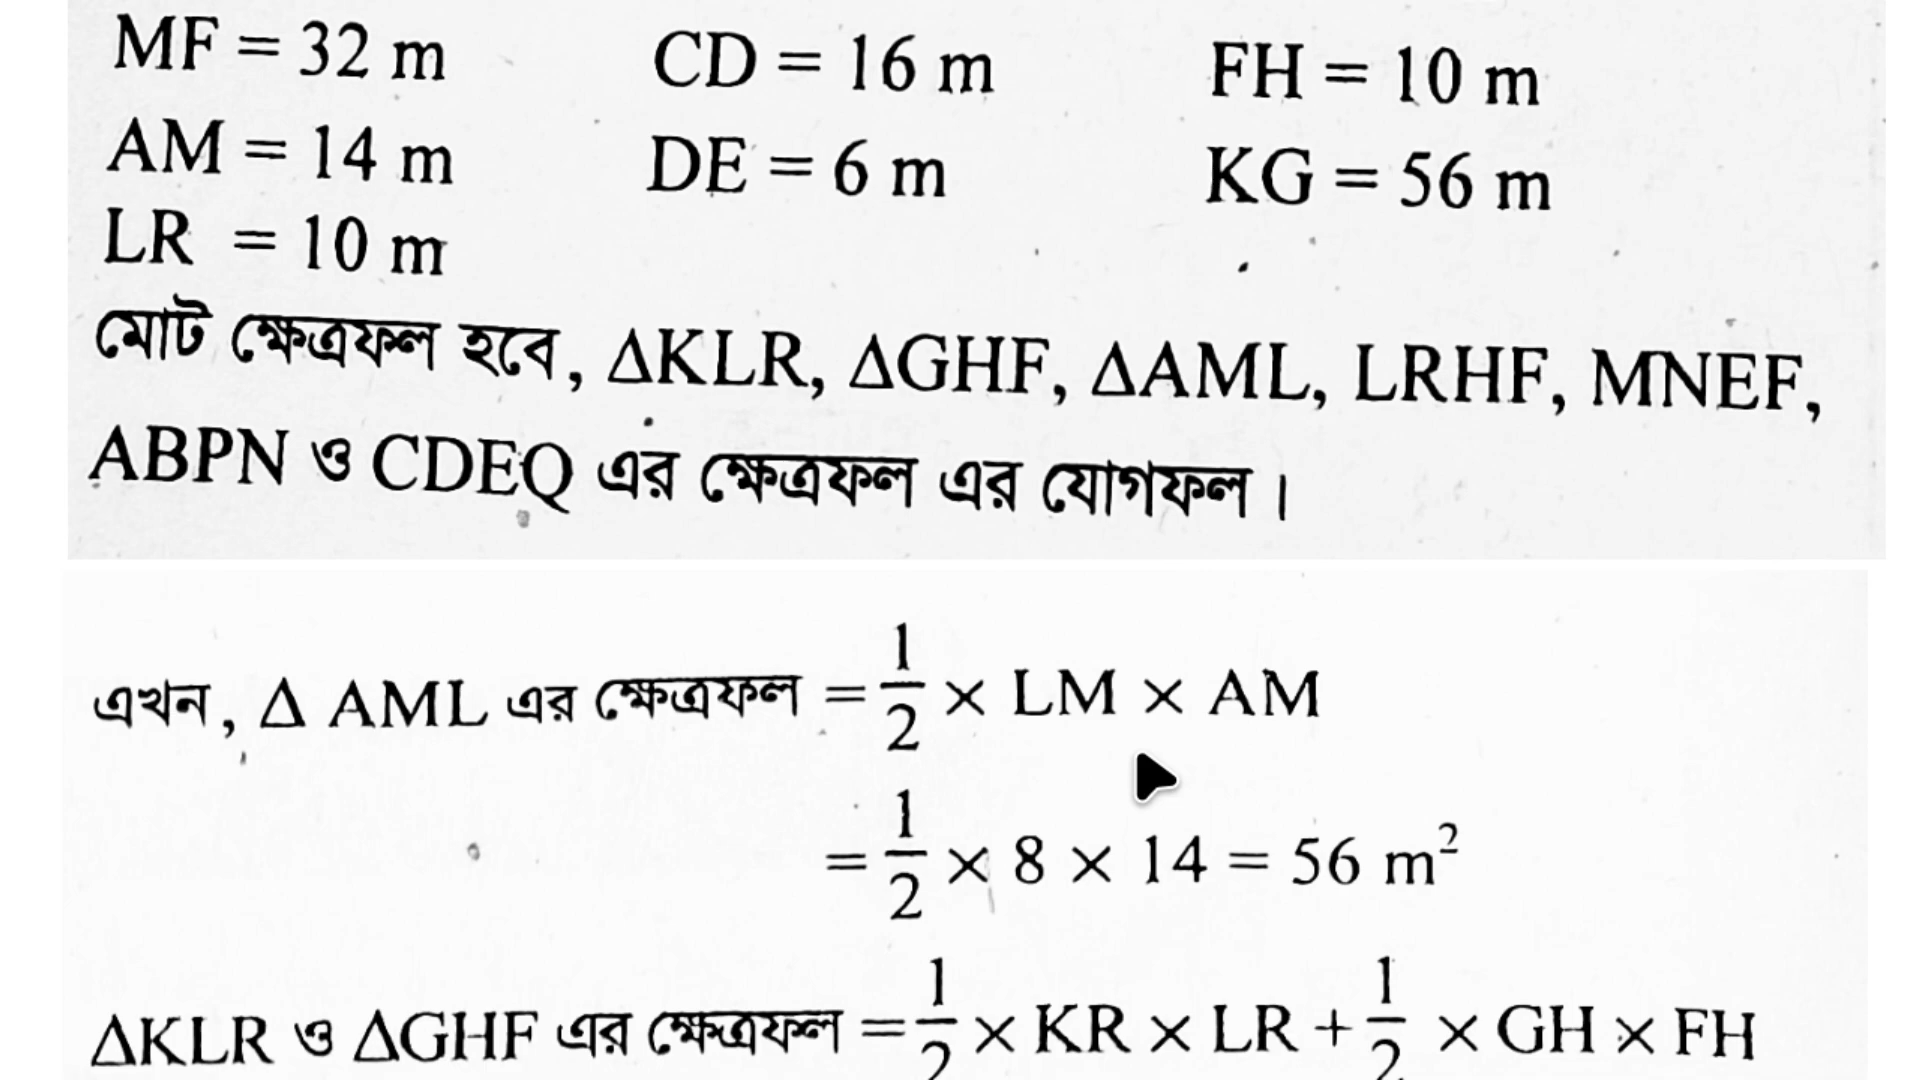 MF = 32 m CD = 16 m FH = 10 m
AM = 14 m DE = 6 m KG = 56 m
LR = 10 m
মোট ক্ষেত্রফল হবে, ΔKLR, ΔGHF, ΔAML, LRHF, MNEF,
ABPN ও CDEQ এর ক্ষেত্রফল এর যোগফল।
এখন, Δ AML এর ক্ষেত্রফল = 1/2 × LM × AM
= 1/2 × 8 × 14 = 56 m²
ΔKLR ও ΔGHF এর ক্ষেত্রফল = 1/2 × KR × LR + 1/2 × GH × FH